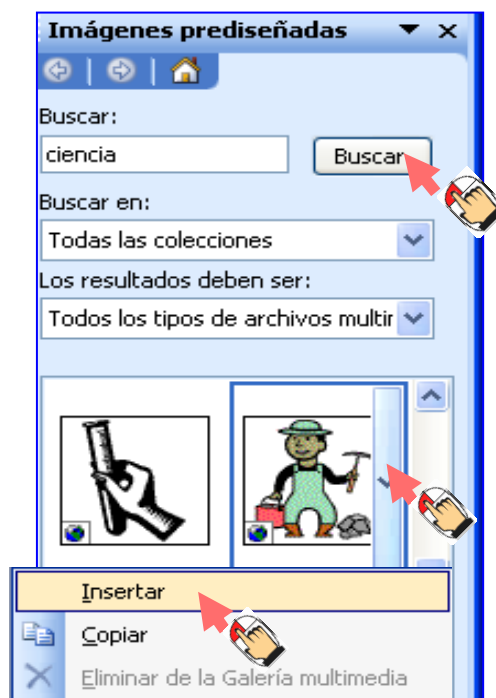 Imágenes prediseñadas
Buscar:
ciencia
Buscar
Buscar en:
Todas las colecciones
Los resultados deben ser:
Todos los tipos de archivos multir
Insertar
Copiar
Eliminar de la Galería multimedia